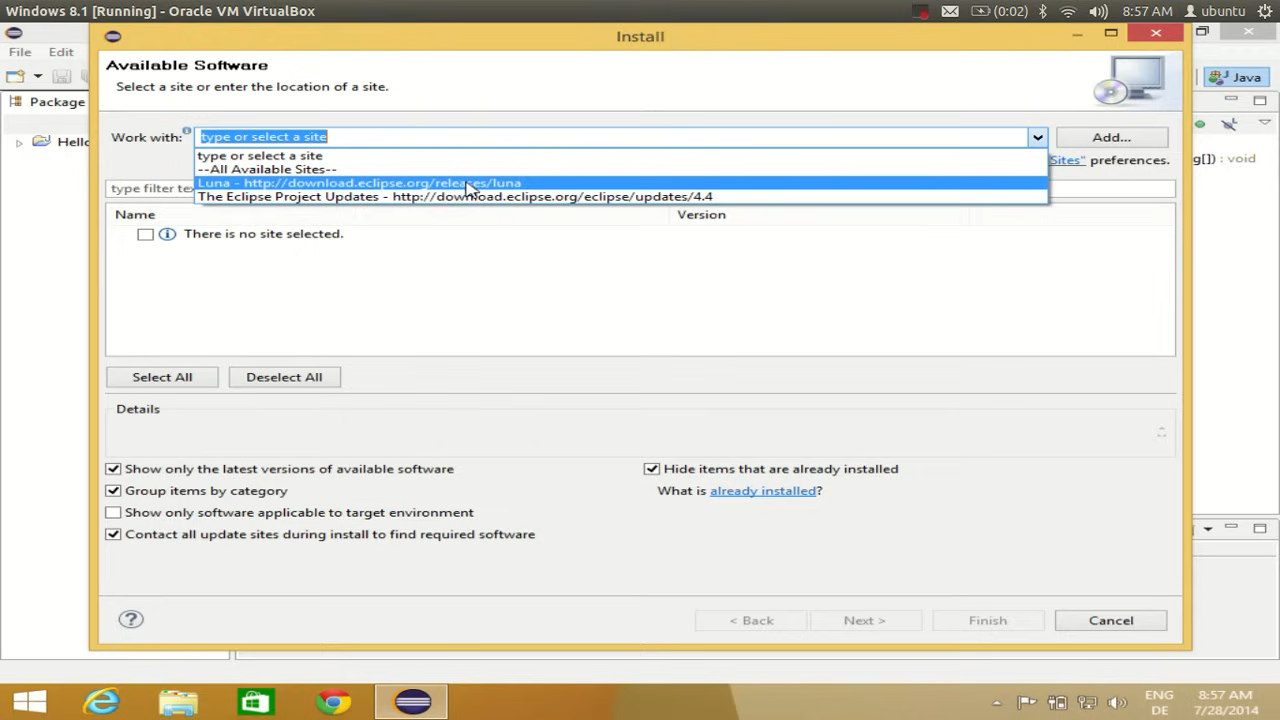 Windows 8.1 [Running] - Oracle VM VirtualBox
(0:02)
8:57 AM
ubuntu
Install
File Edit
Available Software
Select a site or enter the location of a site.
Java
Package
Hello
Work with:
type or select a site
Add...
type or select a site
--All Available Sites--
Sites" preferences.
Luna - http://download.eclipse.org/releases/luna
The Eclipse Project Updates - http://download.eclipse.org/eclipse/updates/4.4
type filter te
g[]) : void
Name
Version
There is no site selected.
Select All
Deselect All
Details
Show only the latest versions of available software
Hide items that are already installed
Group items by category
What is already installed?
Show only software applicable to target environment
Contact all update sites during install to find required software
?
< Back
Next >
Finish
Cancel
ENG
DE
8:57 AM
7/28/2014